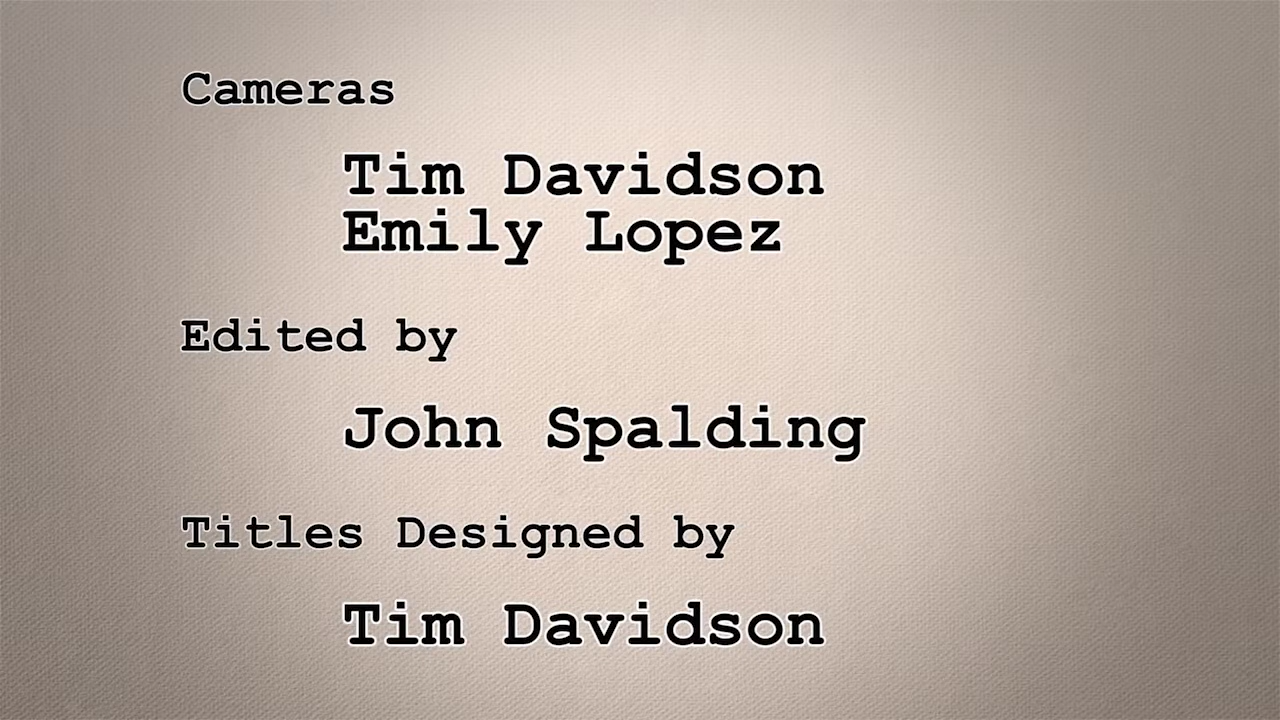 Cameras
Tim Davidson
Emily Lopez
Edited by
John Spalding
Titles Designed by
Tim Davidson